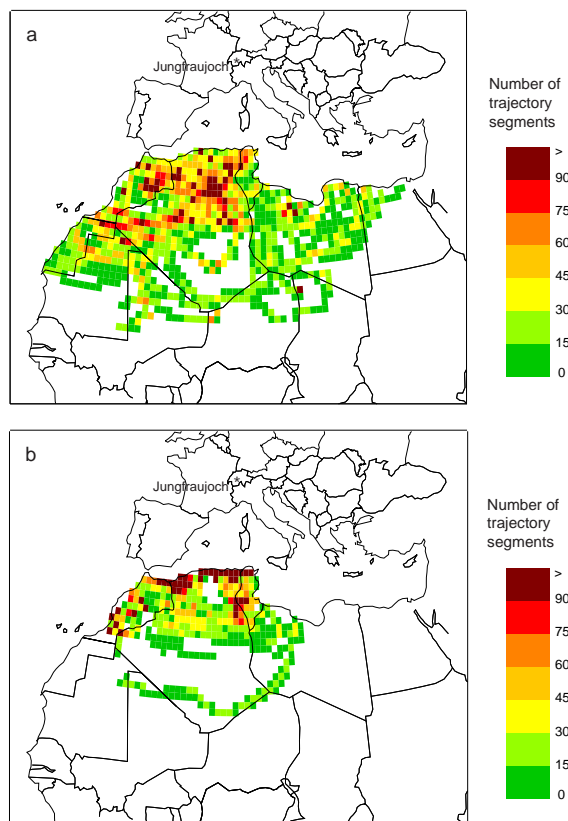 a
Jungfraujoch
*
Number of
trajectory
segments
>
90
75
60
45
30
15
0
b
Jungfraujoch
*
Number of
trajectory
segments
>
90
75
60
45
30
15
0